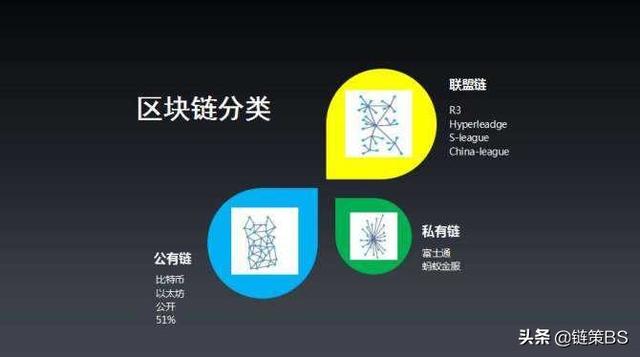 区块链分类
联盟链
R3
Hyperleadge
S-league
China-league
公有链
比特币
以太坊
公开
51%
私有链
富士通
蚂蚁金服
头条 @链策BS